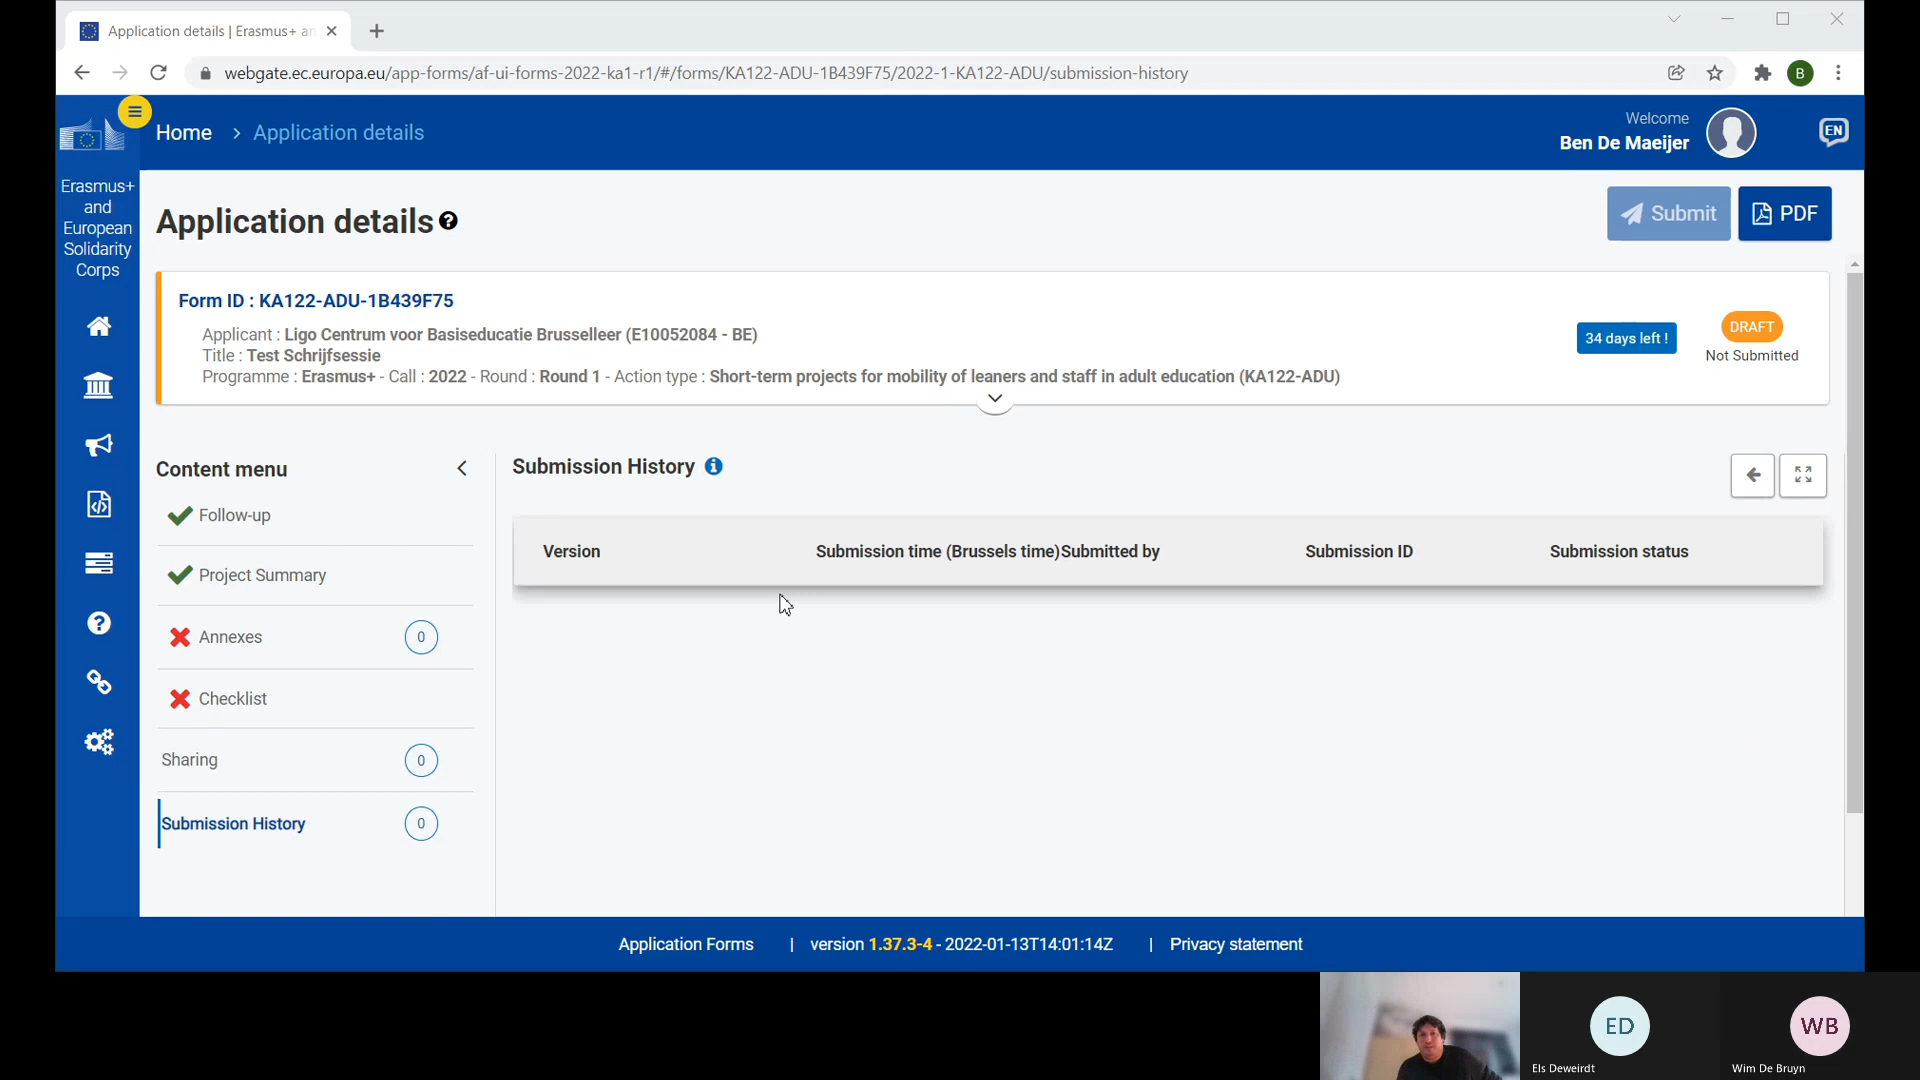 Application details | Erasmus+ an
webgate.ec.europa.eu/app-forms/af-ui-forms-2022-ka1-r1/#/forms/KA122-ADU-1B439F75/2022-1-KA122-ADU/submission-history
B
Home > Application details
Welcome
Ben De Maeijer
EN
Erasmus+
and
European
Solidarity
Corps
Application details
Submit
PDF
Form ID : KA122-ADU-1B439F75
Applicant : Ligo Centrum voor Basiseducatie Brusselleer (E10052084 - BE)
Title : Test Schrijfsessie
Programme : Erasmus+ - Call : 2022 - Round : Round 1 - Action type : Short-term projects for mobility of leaners and staff in adult education (KA122-ADU)
34 days left !
DRAFT
Not Submitted
Content menu
Follow-up
Project Summary
Annexes 0
Checklist
Sharing 0
Submission History 0
Submission History
Version Submission time (Brussels time) Submitted by Submission ID Submission status
Application Forms | version 1.37.3-4 - 2022-01-13T14:01:14Z | Privacy statement
ED
Els Deweirdt
WB
Wim De Bruyn